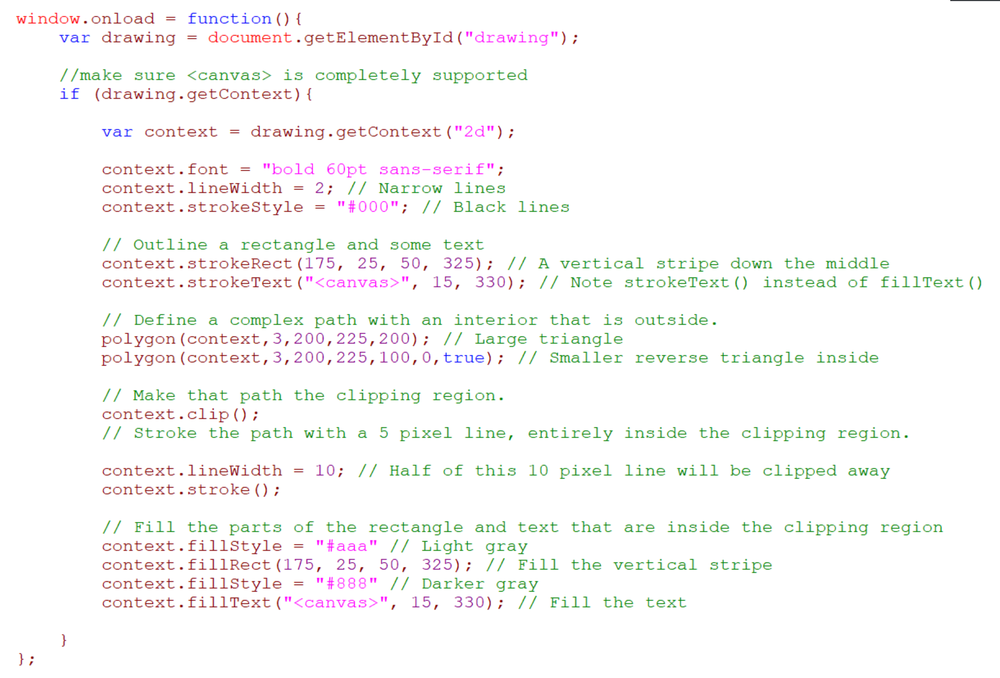 window.onload = function(){
    var drawing = document.getElementById("drawing");

    //make sure <canvas> is completely supported
    if (drawing.getContext){

        var context = drawing.getContext("2d");

        context.font = "bold 60pt sans-serif";
        context.lineWidth = 2; // Narrow lines
        context.strokeStyle = "#000"; // Black lines

        // Outline a rectangle and some text
        context.strokeRect(175, 25, 50, 325); // A vertical stripe down the middle
        context.strokeText("<canvas>", 15, 330); // Note strokeText() instead of fillText()

        // Define a complex path with an interior that is outside.
        polygon(context,3,200,225,200); // Large triangle
        polygon(context,3,200,225,100,0,true); // Smaller reverse triangle inside

        // Make that path the clipping region.
        context.clip();
        // Stroke the path with a 5 pixel line, entirely inside the clipping region.

        context.lineWidth = 10; // Half of this 10 pixel line will be clipped away
        context.stroke();

        // Fill the parts of the rectangle and text that are inside the clipping region
        context.fillStyle = "#aaa" // Light gray
        context.fillRect(175, 25, 50, 325); // Fill the vertical stripe
        context.fillStyle = "#888" // Darker gray
        context.fillText("<canvas>", 15, 330); // Fill the text

    }
};